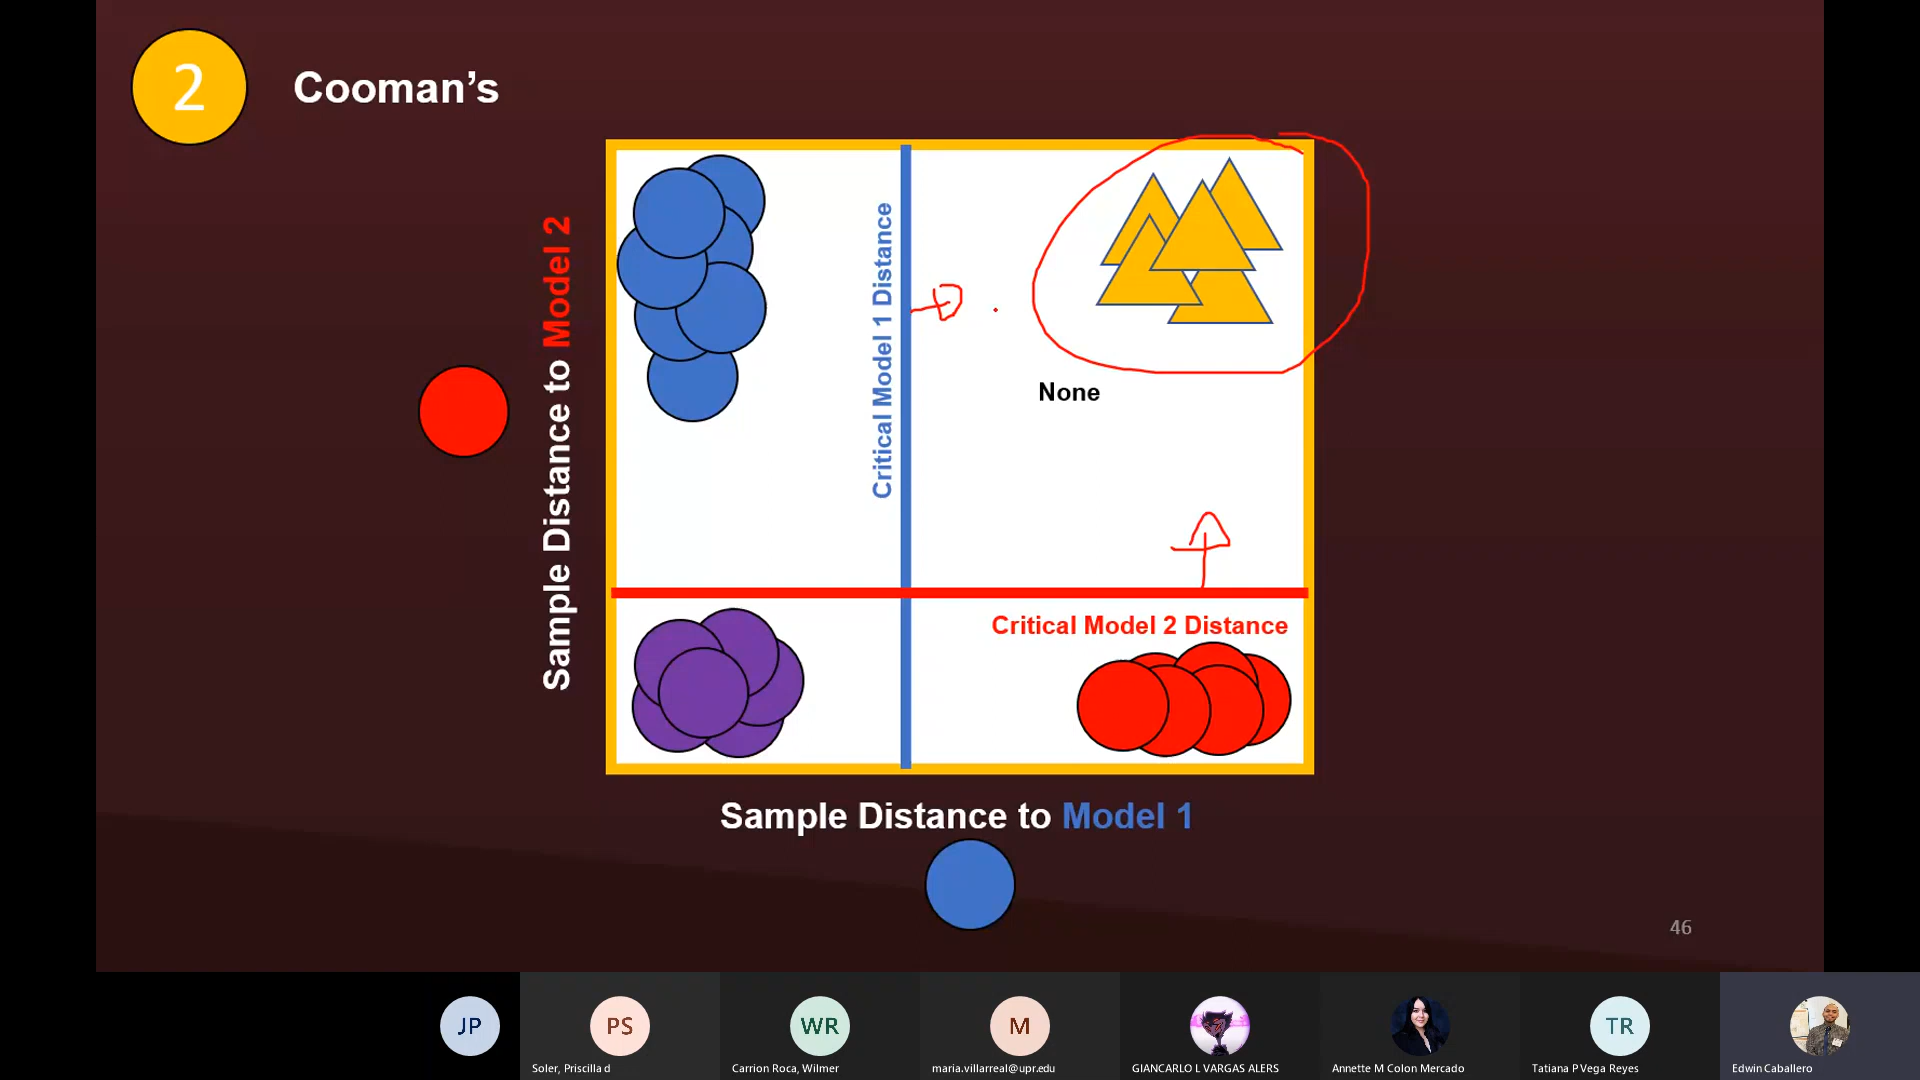 2
Cooman's
Sample Distance to Model 2
Critical Model 1 Distance
None
Critical Model 2 Distance
Sample Distance to Model 1
46
JP
PS
WR
M
TR
Soler, Priscilla d
Carrion Roca, Wilmer
maria.villarreal@upr.edu
GIANCARLO L VARGAS ALERS
Annette M Colon Mercado
Tatiana P Vega Reyes
Edwin Caballero